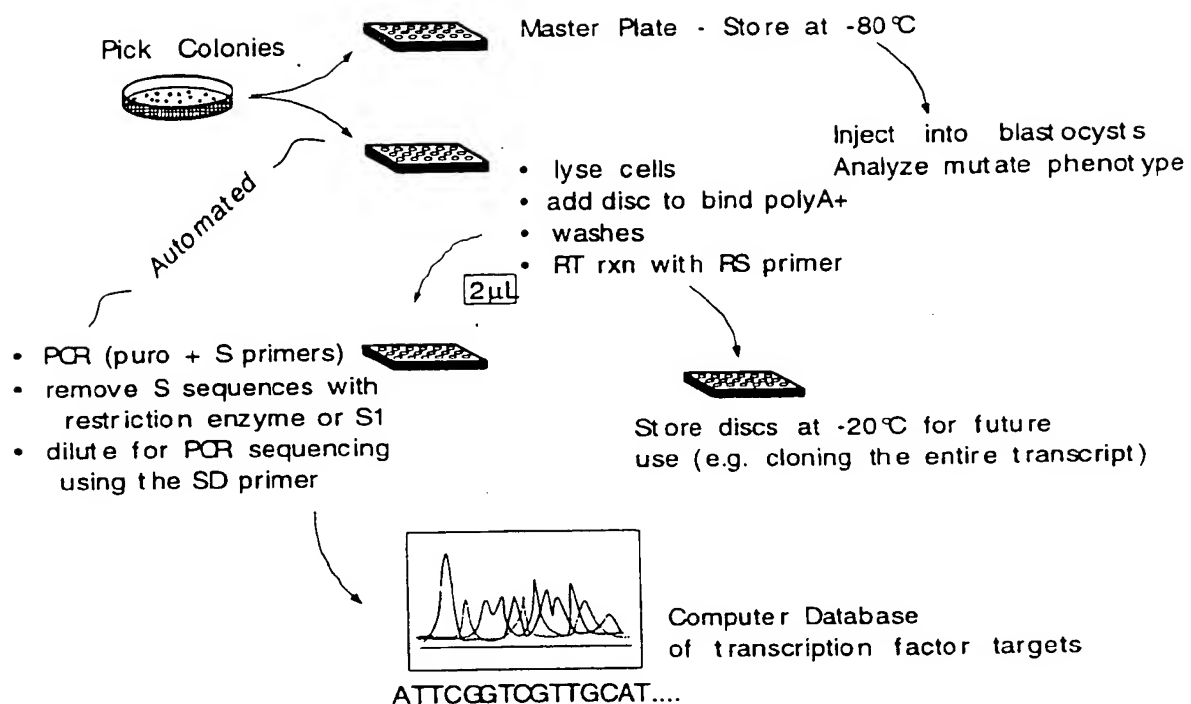 Pick Colonies
Master Plate - Store at -80°C
Inject into blastocysts
Analyze mutate phenotype
Automated
• lyse cells
• add disc to bind polyA+
• washes
• RT rxn with RS primer
2µL
• PCR (puro + S primers)
• remove S sequences with
restriction enzyme or S1
• dilute for PCR sequencing
using the SD primer
Store discs at -20°C for future
use (e.g. cloning the entire transcript)
Computer Database
of transcription factor targets
ATTCGGTCGTTGCAT....